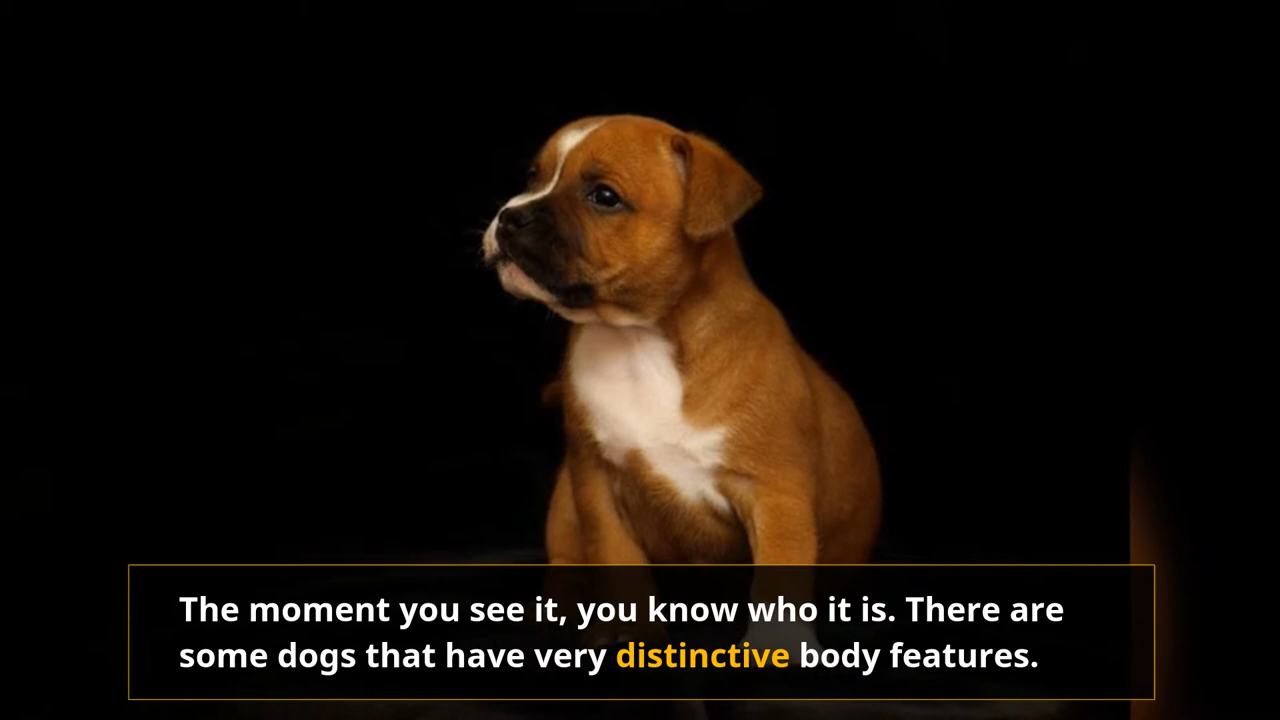 The moment you see it, you know who it is. There are
some dogs that have very distinctive body features.